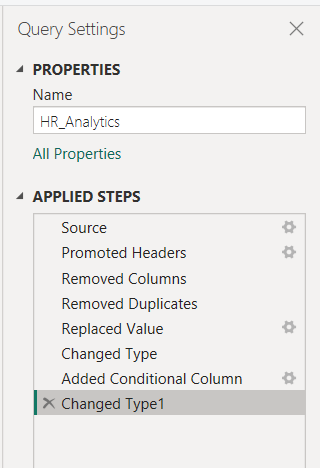 Query Settings
PROPERTIES
Name
HR_Analytics
All Properties
APPLIED STEPS
Source
Promoted Headers
Removed Columns
Removed Duplicates
Replaced Value
Changed Type
Added Conditional Column
Changed Type1